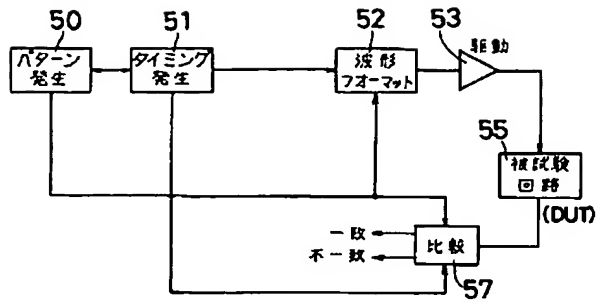 50
51
52
53
パターン
発生
タイミング
発生
波形
フォーマット
駆動
55
被試験
回路
(DUT)
一致
不一致
比較
57